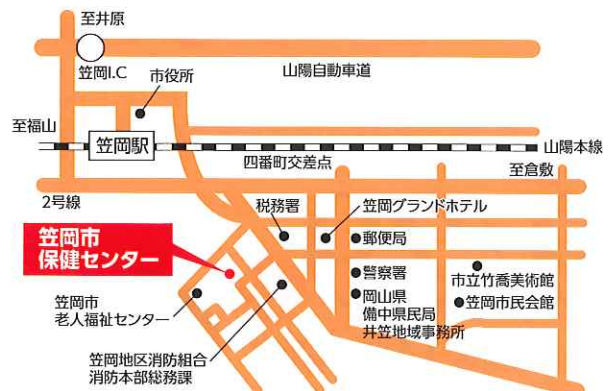 至井原
笠岡I.C
山陽自動車道
市役所
至福山
笠岡駅
山陽本線
四番町交差点
至倉敷
2号線
税務署
笠岡グランドホテル
笠岡市
保健センター
郵便局
警察署
市立竹喬美術館
岡山県
備中県民局
井笠地域事務所
笠岡市民会館
笠岡市
老人福祉センター
笠岡地区消防組合
消防本部総務課